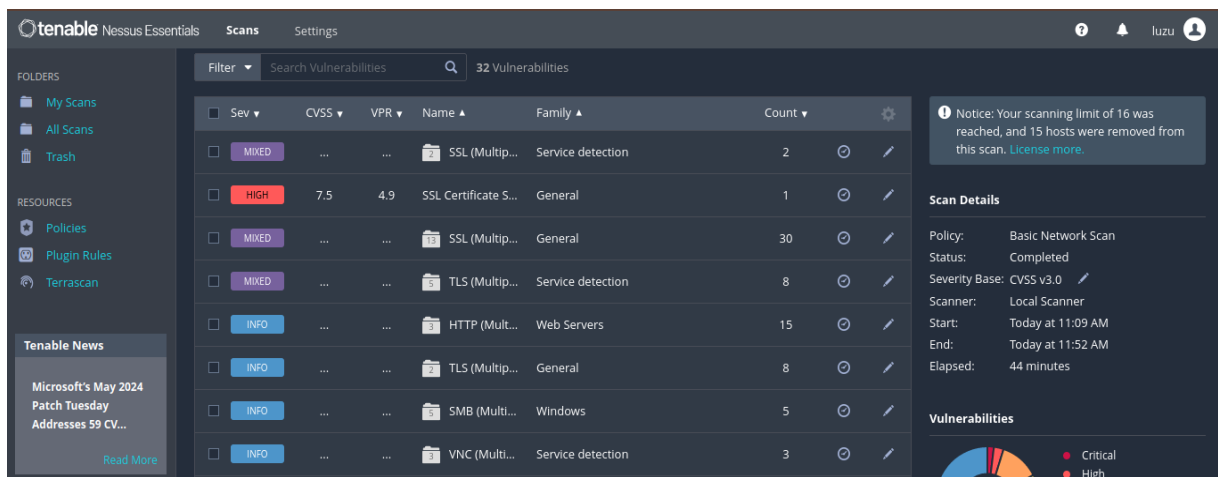 tenable Nessus Essentials Scans Settings luzu
FOLDERS
My Scans
All Scans
Trash
RESOURCES
Policies
Plugin Rules
Terrascan
Tenable News
Microsoft's May 2024
Patch Tuesday
Addresses 59 CV...
Read More
Filter Search Vulnerabilities 32 Vulnerabilities
Sev CVSS VPR Name Family Count
MIXED ... ... 2 SSL (Multip... Service detection 2
HIGH 7.5 4.9 SSL Certificate S... General 1
MIXED ... ... 13 SSL (Multip... General 30
MIXED ... ... 5 TLS (Multip... Service detection 8
INFO ... ... 3 HTTP (Mult... Web Servers 15
INFO ... ... 2 TLS (Multip... General 8
INFO ... ... 5 SMB (Multi... Windows 5
INFO ... ... 3 VNC (Multi... Service detection 3
Notice: Your scanning limit of 16 was
reached, and 15 hosts were removed from
this scan. License more.
Scan Details
Policy: Basic Network Scan
Status: Completed
Severity Base: CVSS v3.0
Scanner: Local Scanner
Start: Today at 11:09 AM
End: Today at 11:52 AM
Elapsed: 44 minutes
Vulnerabilities
Critical
High